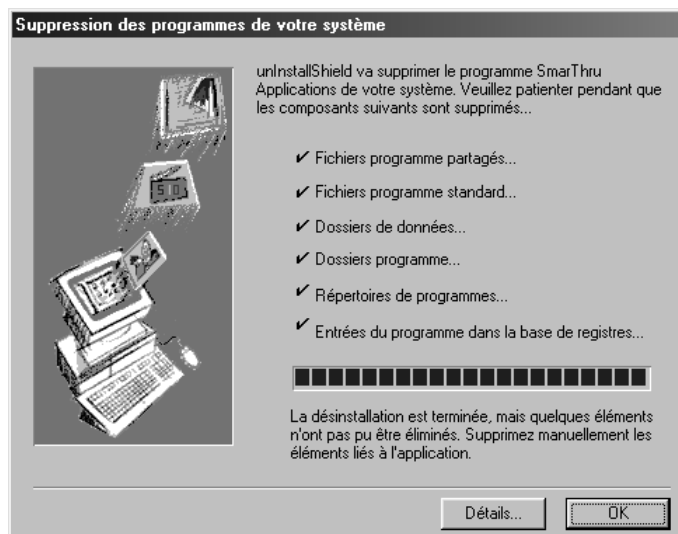 Suppression des programmes de votre système
unInstallShield va supprimer le programme SmarThru
Applications de votre système. Veuillez patienter pendant que
les composants suivants sont supprimés...
✔ Fichiers programme partagés...
✔ Fichiers programme standard...
✔ Dossiers de données...
✔ Dossiers programme...
✔ Répertoires de programmes...
✔ Entrées du programme dans la base de registres...
La désinstallation est terminée, mais quelques éléments
n'ont pas pu être éliminés. Supprimez manuellement les
éléments liés à l'application.
Détails...
OK